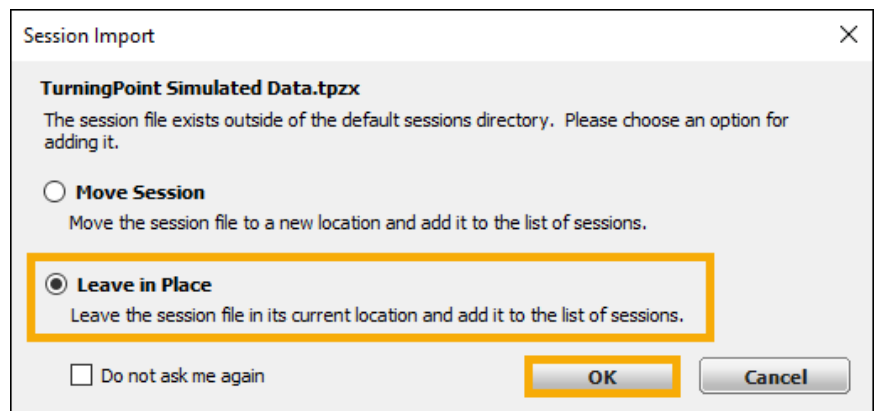 Session Import
TurningPoint Simulated Data.tpzx
The session file exists outside of the default sessions directory.  Please choose an option for
adding it.
Move Session
Move the session file to a new location and add it to the list of sessions.
Leave in Place
Leave the session file in its current location and add it to the list of sessions.
Do not ask me again
OK
Cancel